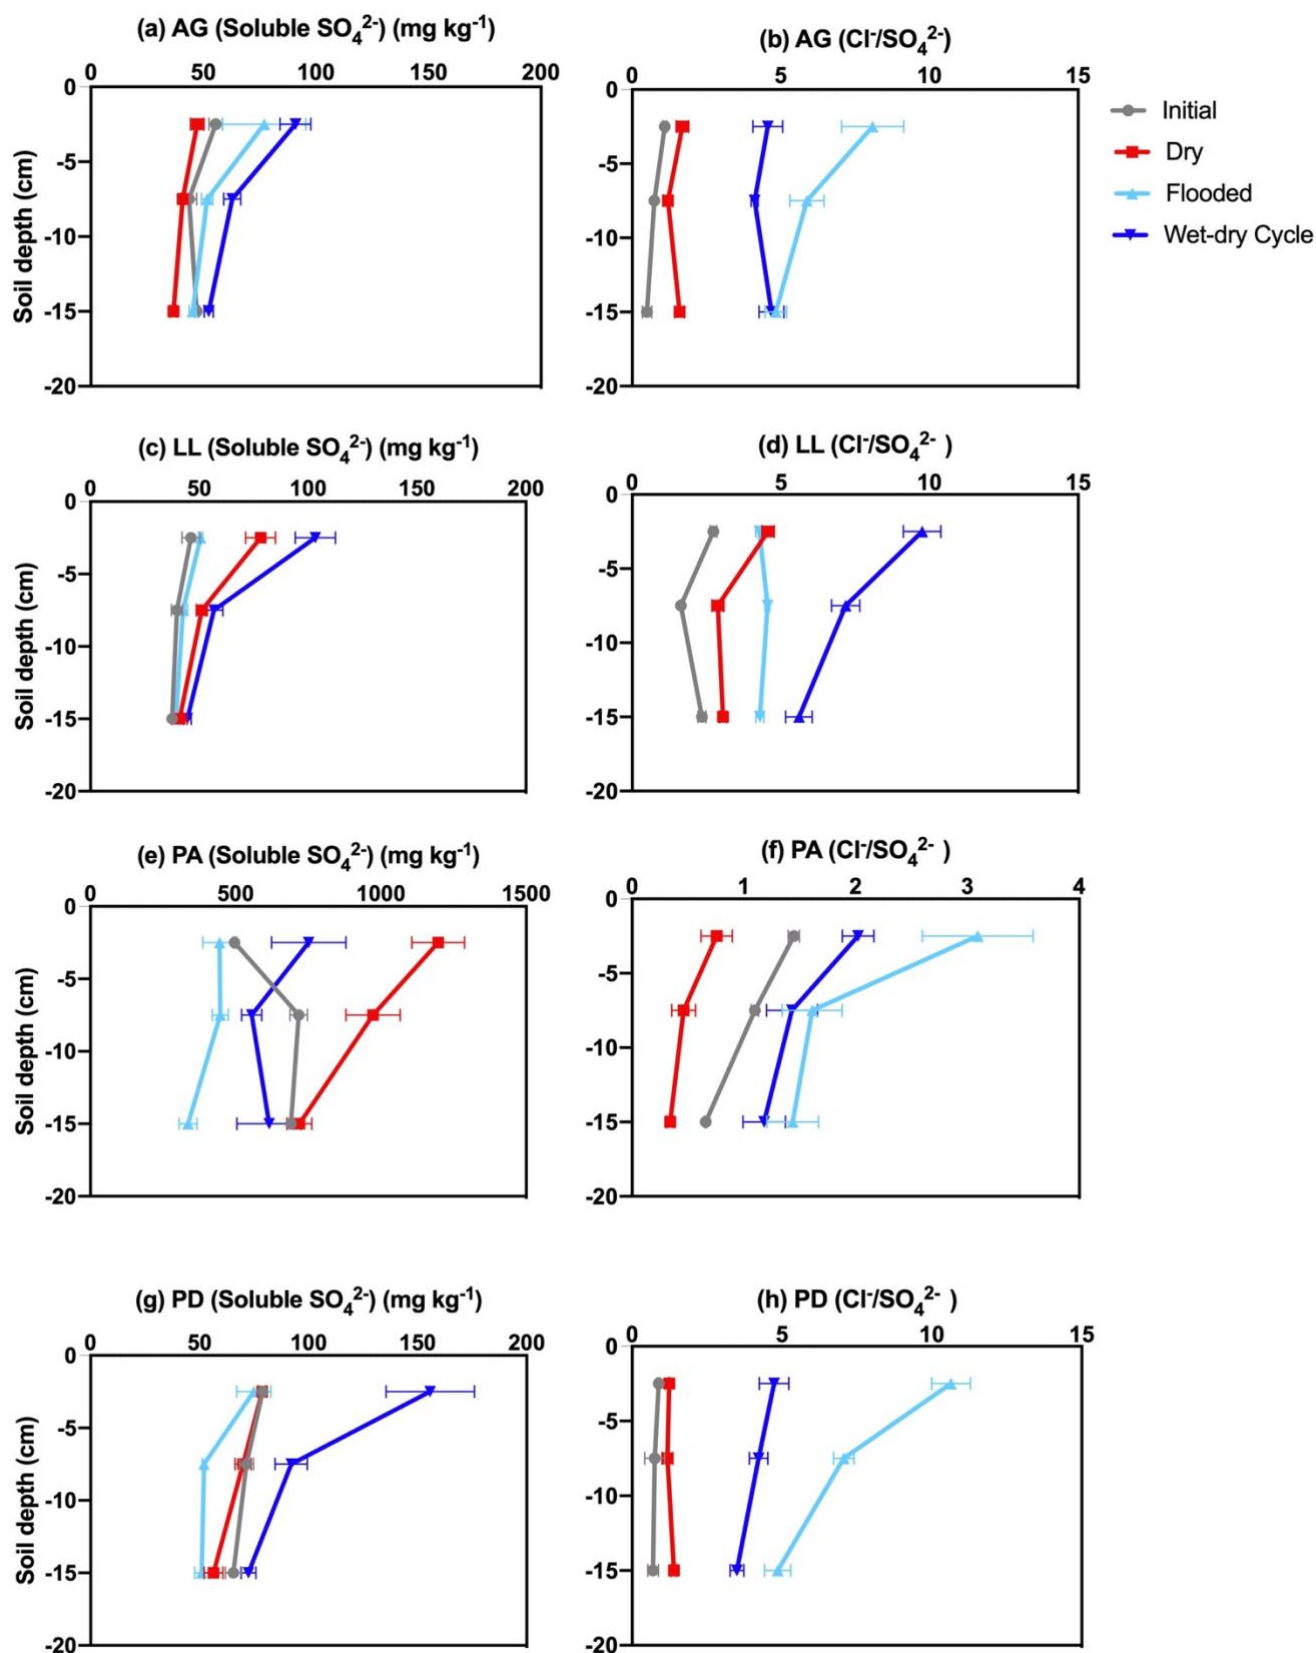 (a) AG (Soluble SO₄²⁻) (mg kg⁻¹)
0 50 100 150 200
0
-5
-10
-15
-20
Soil depth (cm)
(b) AG (Cl⁻/SO₄²⁻)
0 5 10 15
0
-5
-10
-15
-20
Initial
Dry
Flooded
Wet-dry Cycle
(c) LL (Soluble SO₄²⁻) (mg kg⁻¹)
0 50 100 150 200
0
-5
-10
-15
-20
Soil depth (cm)
(d) LL (Cl⁻/SO₄²⁻ )
0 5 10 15
0
-5
-10
-15
-20
(e) PA (Soluble SO₄²⁻) (mg kg⁻¹)
0 500 1000 1500
0
-5
-10
-15
-20
Soil depth (cm)
(f) PA (Cl⁻/SO₄²⁻ )
0 1 2 3 4
0
-5
-10
-15
-20
(g) PD (Soluble SO₄²⁻) (mg kg⁻¹)
0 50 100 150 200
0
-5
-10
-15
-20
Soil depth (cm)
(h) PD (Cl⁻/SO₄²⁻ )
0 5 10 15
0
-5
-10
-15
-20